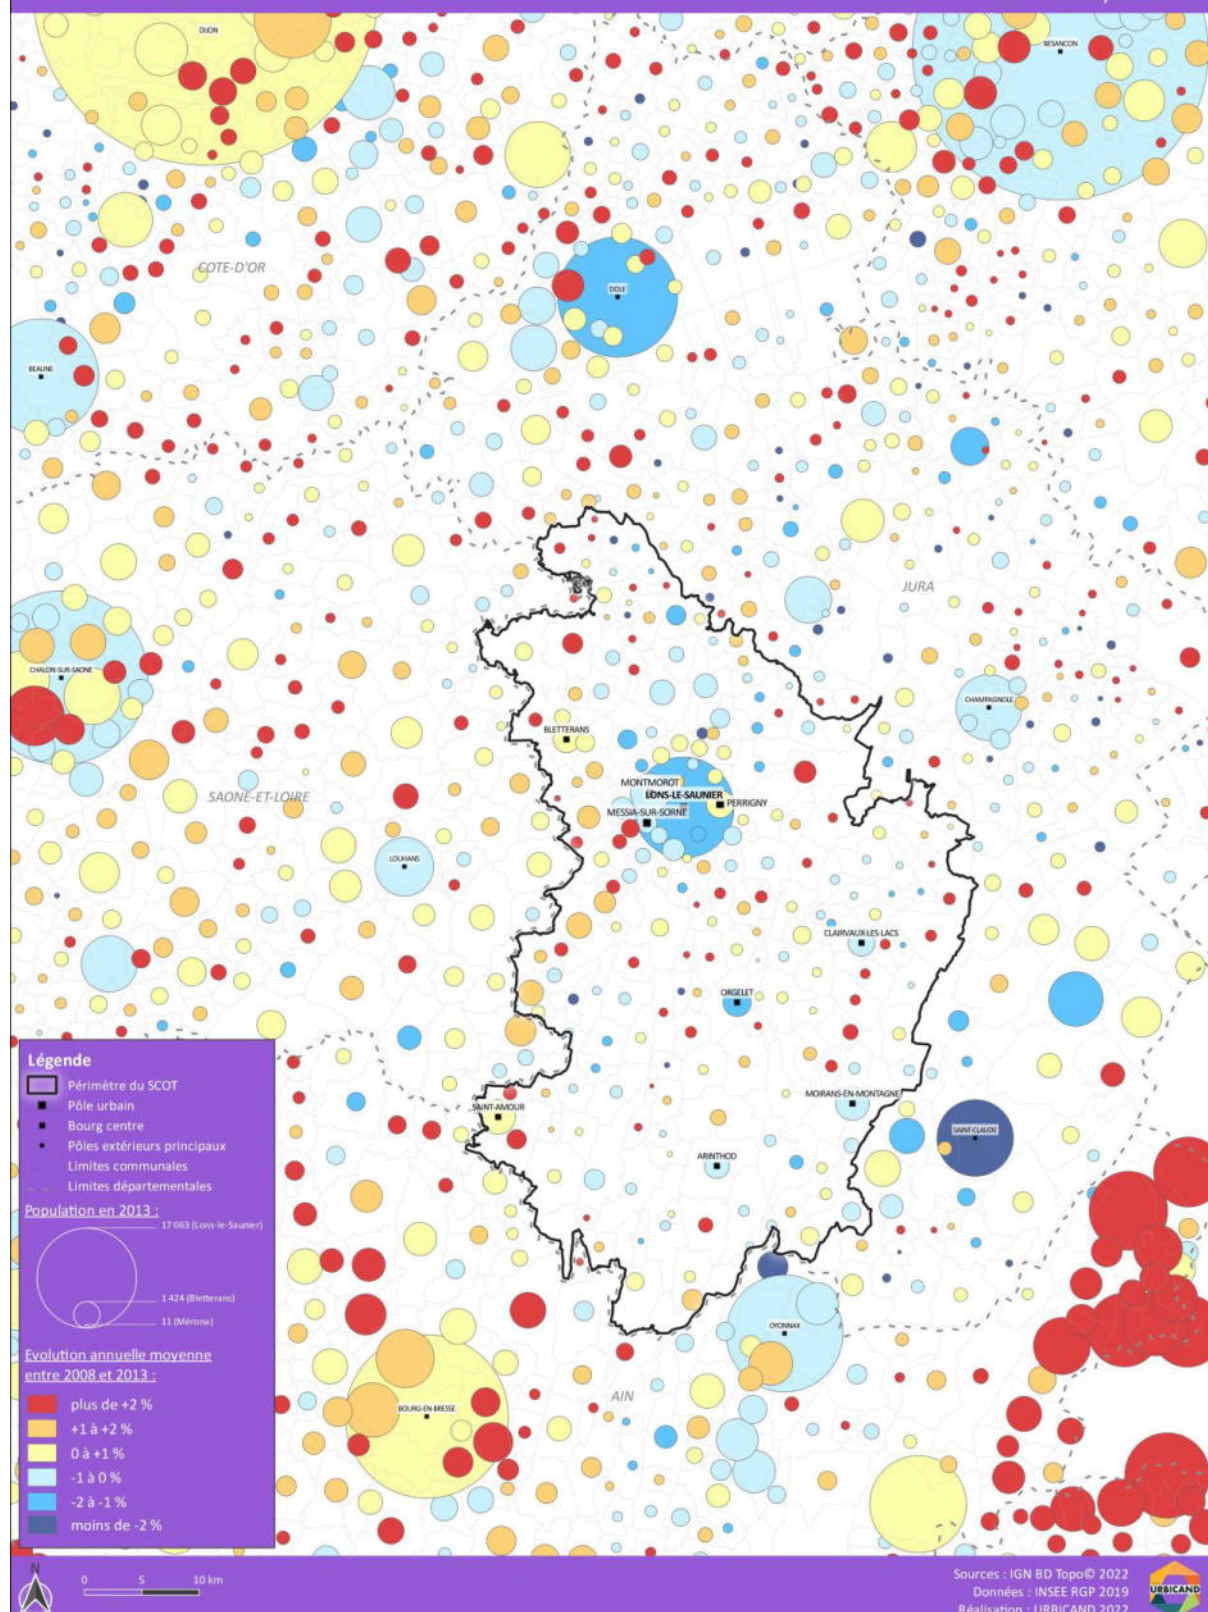 DIJON
BESANCON
COTE-D'OR
DOLE
BEAUNE
JURA
CHALON-SUR-SAONE
CHAMPAGNOLE
BLETTERANS
MONTMOROT
LONS-LE-SAUNIER
PERRIGNY
MESSIA-SUR-SORNE
SAONE-ET-LOIRE
LOUHANS
CLAIRVAUX-LES-LACS
ORGELET
MOIRANS-EN-MONTAGNE
SAINT-AMOUR
SAINT-CLAUDE
ARINTHOD
OYONNAX
AIN
BOURG-EN-BRESSE
Légende
Périmètre du SCOT
Pôle urbain
Bourg centre
Pôles extérieurs principaux
Limites communales
Limites départementales
Population en 2013 :
17 063 (Lons-le-Saunier)
1 424 (Bletterans)
11 (Mérona)
Evolution annuelle moyenne
entre 2008 et 2013 :
plus de +2 %
+1 à +2 %
0 à +1 %
-1 à 0 %
-2 à -1 %
moins de -2 %
N
0 5 10 km
Sources : IGN BD Topo© 2022
Données : INSEE RGP 2019
Réalisation : URBICAND 2022
URBICAND